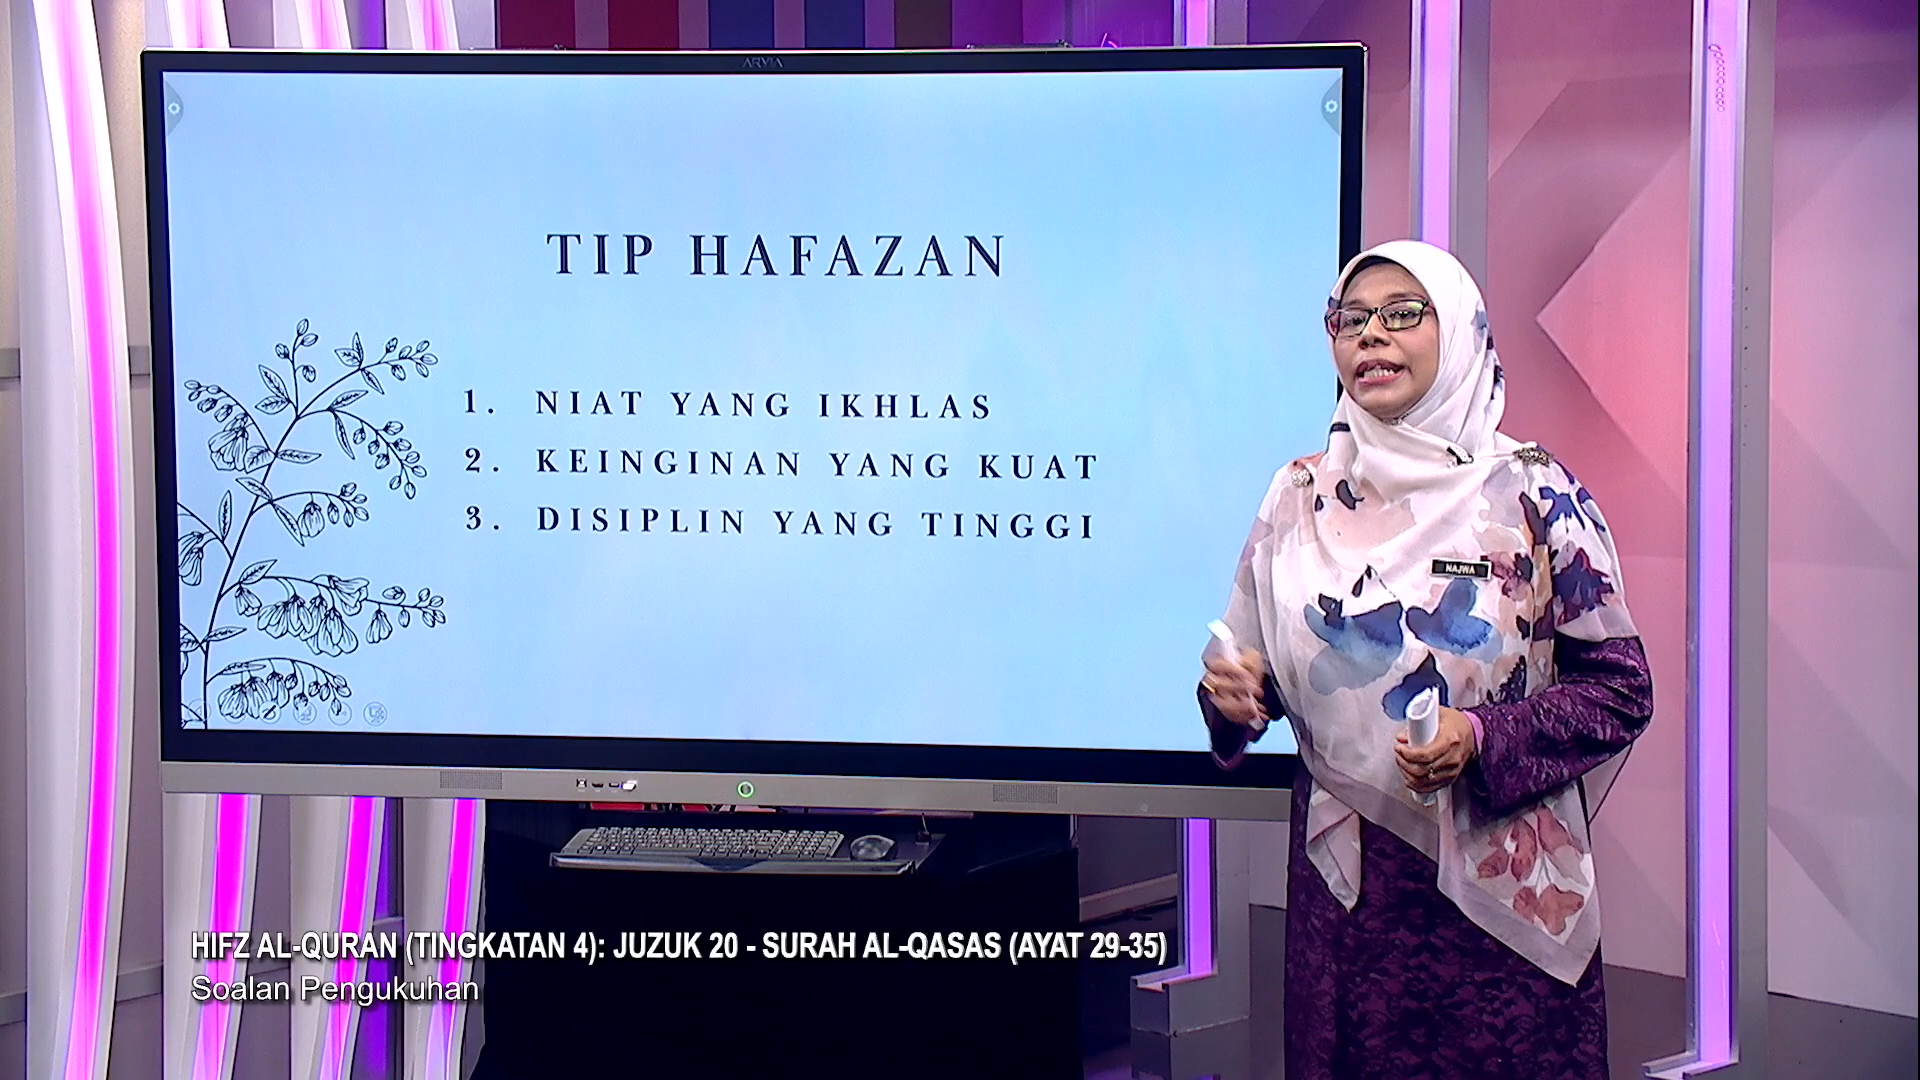 ARVIA
TIP HAFAZAN
1. NIAT YANG IKHLAS
2. KEINGINAN YANG KUAT
3. DISIPLIN YANG TINGGI
NAJWA
HIFZ AL-QURAN (TINGKATAN 4): JUZUK 20 - SURAH AL-QASAS (AYAT 29-35)
Soalan Pengukuhan